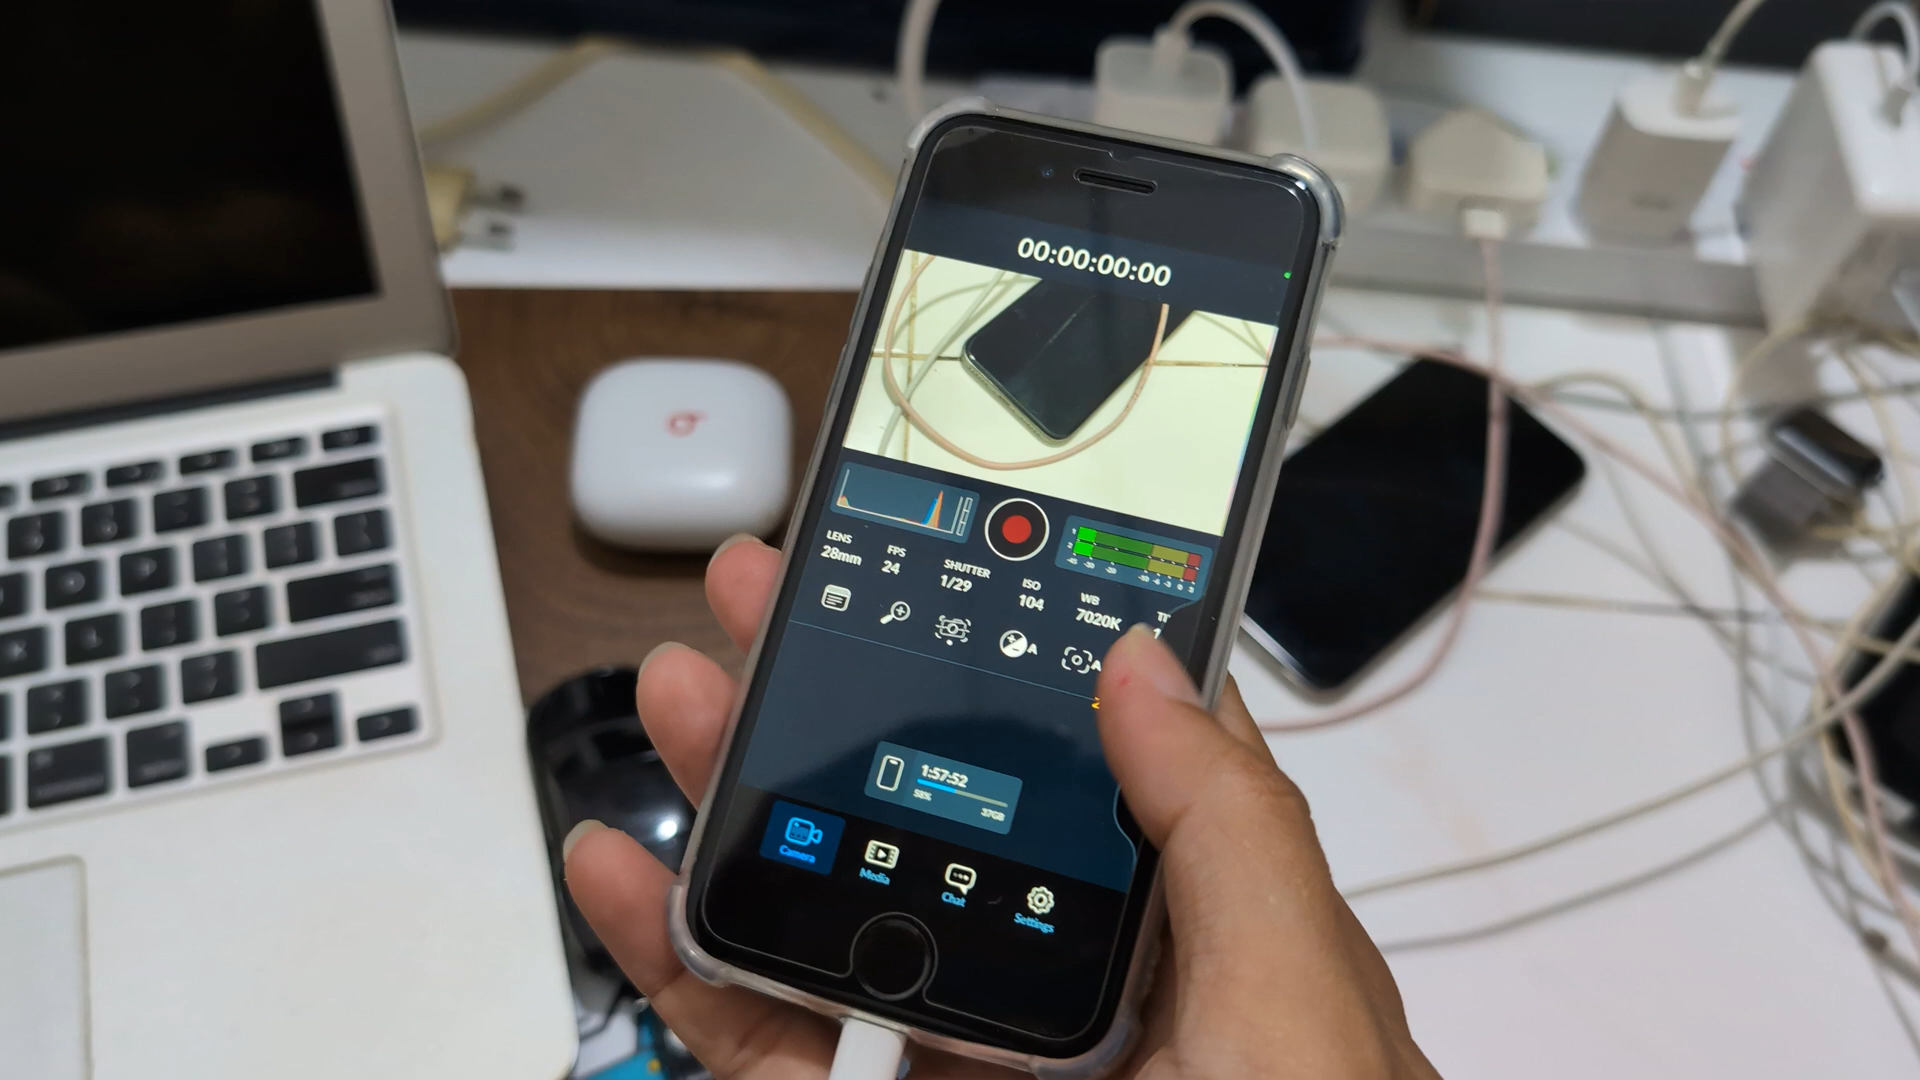 00:00:00:00
LENS
28mm
FPS
24
SHUTTER
1/29
ISO
104
WB
7020K
A
1:57:52
37GB
Camera
Media
Chat
Settings